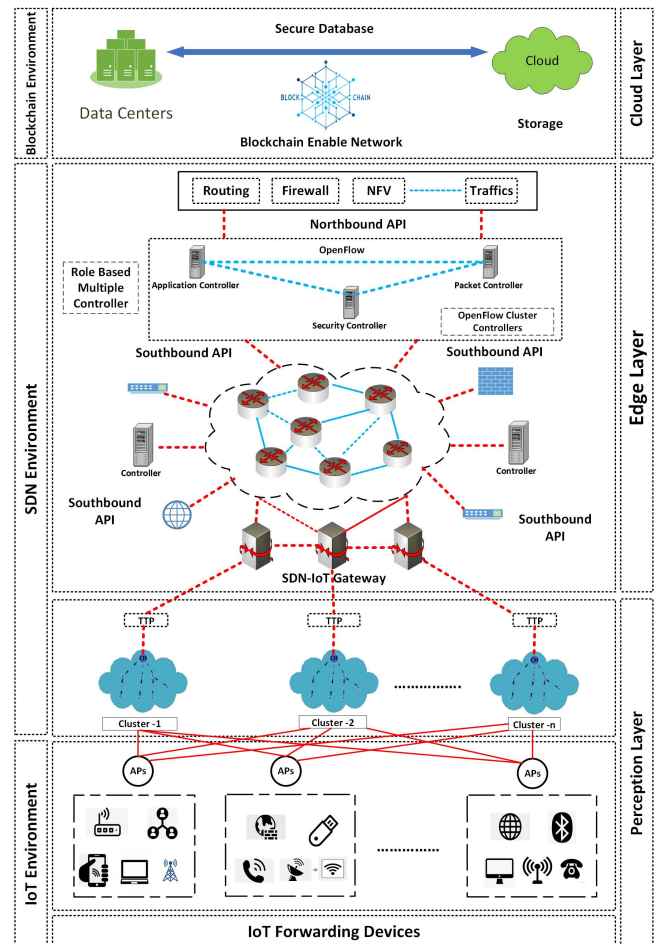 Blockchain Environment
Secure Database
Cloud
Data Centers
BLOCK CHAIN
Storage
Blockchain Enable Network
Cloud Layer
SDN Environment
Routing
Firewall
NFV
Traffics
Northbound API
OpenFlow
Role Based
Multiple
Controller
Application Controller
Packet Controller
Security Controller
OpenFlow Cluster
Controllers
Southbound API
Southbound API
Controller
Controller
Southbound
API
Southbound
API
SDN-IoT Gateway
Edge Layer
TTP
TTP
TTP
CH
CH
CH
Cluster -1
Cluster -2
Cluster -n
Perception Layer
IoT Environment
APs
APs
APs
IoT Forwarding Devices